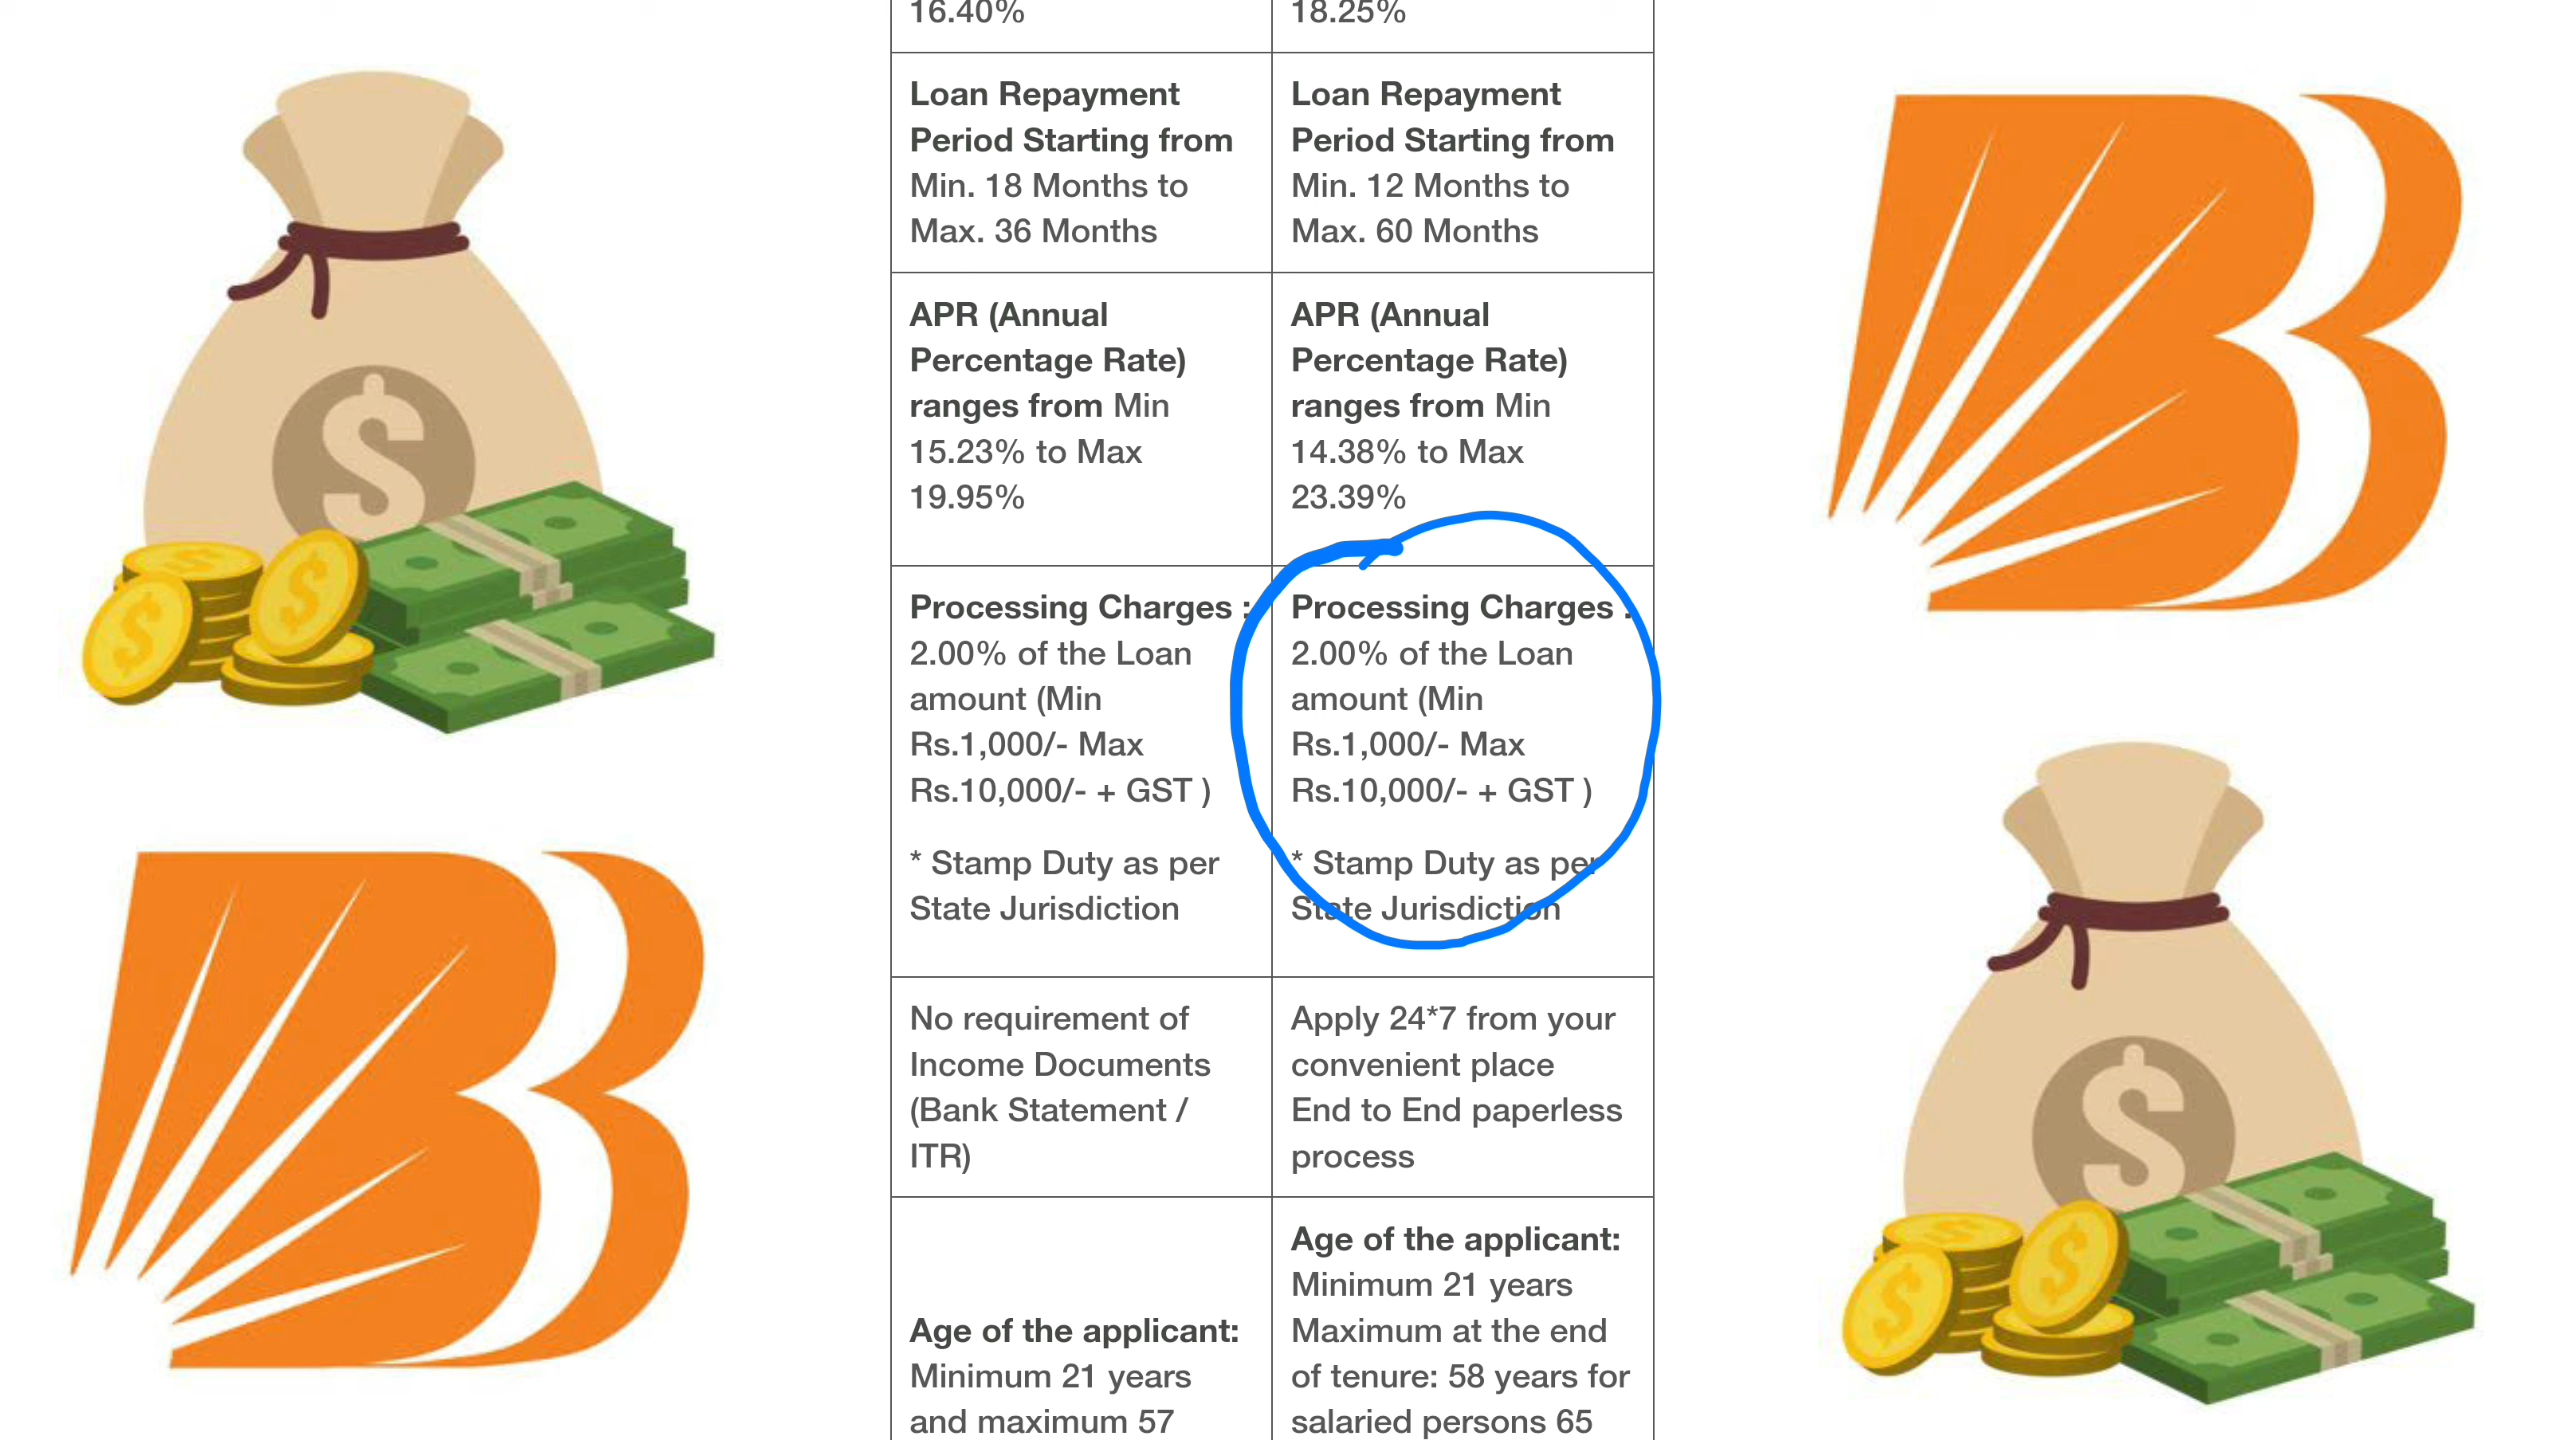 16.40%
18.25%
Loan Repayment
Period Starting from
Min. 18 Months to
Max. 36 Months
Loan Repayment
Period Starting from
Min. 12 Months to
Max. 60 Months
APR (Annual
Percentage Rate)
ranges from Min
15.23% to Max
19.95%
APR (Annual
Percentage Rate)
ranges from Min
14.38% to Max
23.39%
Processing Charges :
2.00% of the Loan
amount (Min
Rs.1,000/- Max
Rs.10,000/- + GST )
* Stamp Duty as per
State Jurisdiction
Processing Charges :
2.00% of the Loan
amount (Min
Rs.1,000/- Max
Rs.10,000/- + GST )
* Stamp Duty as per
State Jurisdiction
No requirement of
Income Documents
(Bank Statement /
ITR)
Apply 24*7 from your
convenient place
End to End paperless
process
Age of the applicant:
Minimum 21 years
and maximum 57
Age of the applicant:
Minimum 21 years
Maximum at the end
of tenure: 58 years for
salaried persons 65